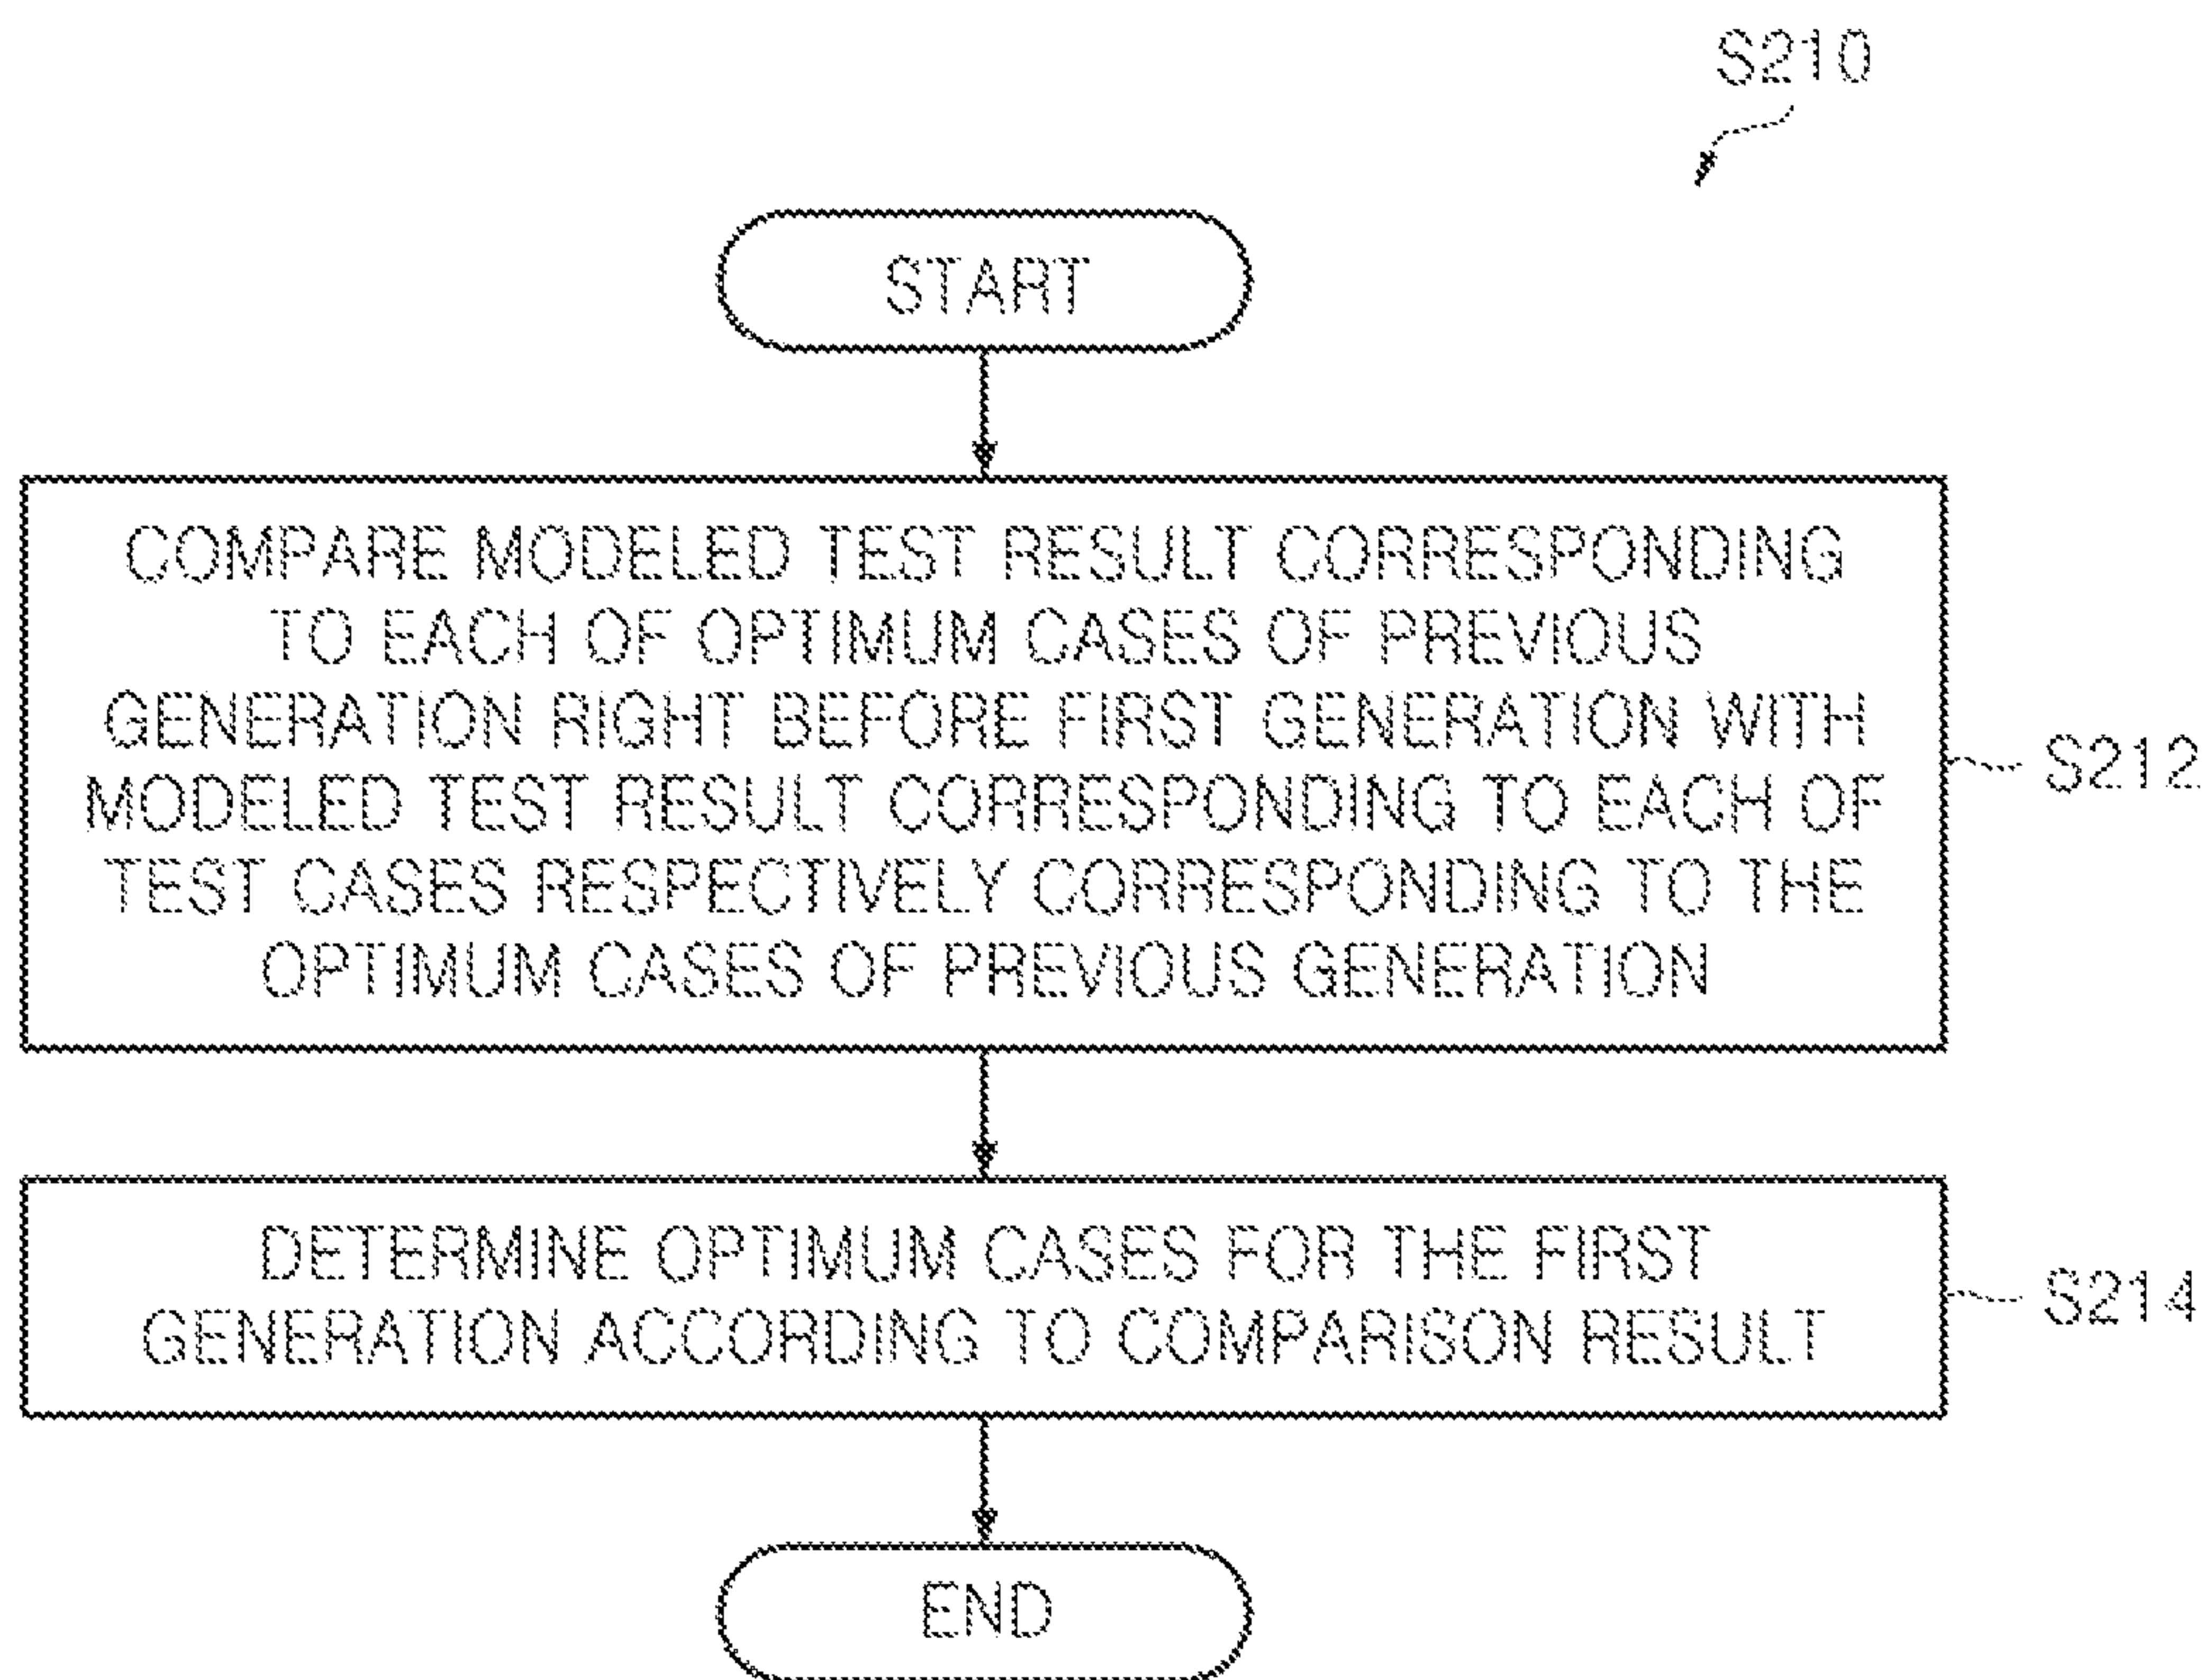 S210
START
COMPARE MODELED TEST RESULT CORRESPONDING
TO EACH OF OPTIMUM CASES OF PREVIOUS
GENERATION RIGHT BEFORE FIRST GENERATION WITH
MODELED TEST RESULT CORRESPONDING TO EACH OF
TEST CASES RESPECTIVELY CORRESPONDING TO THE
OPTIMUM CASES OF PREVIOUS GENERATION
S212
DETERMINE OPTIMUM CASES FOR THE FIRST
GENERATION ACCORDING TO COMPARISON RESULT
S214
END